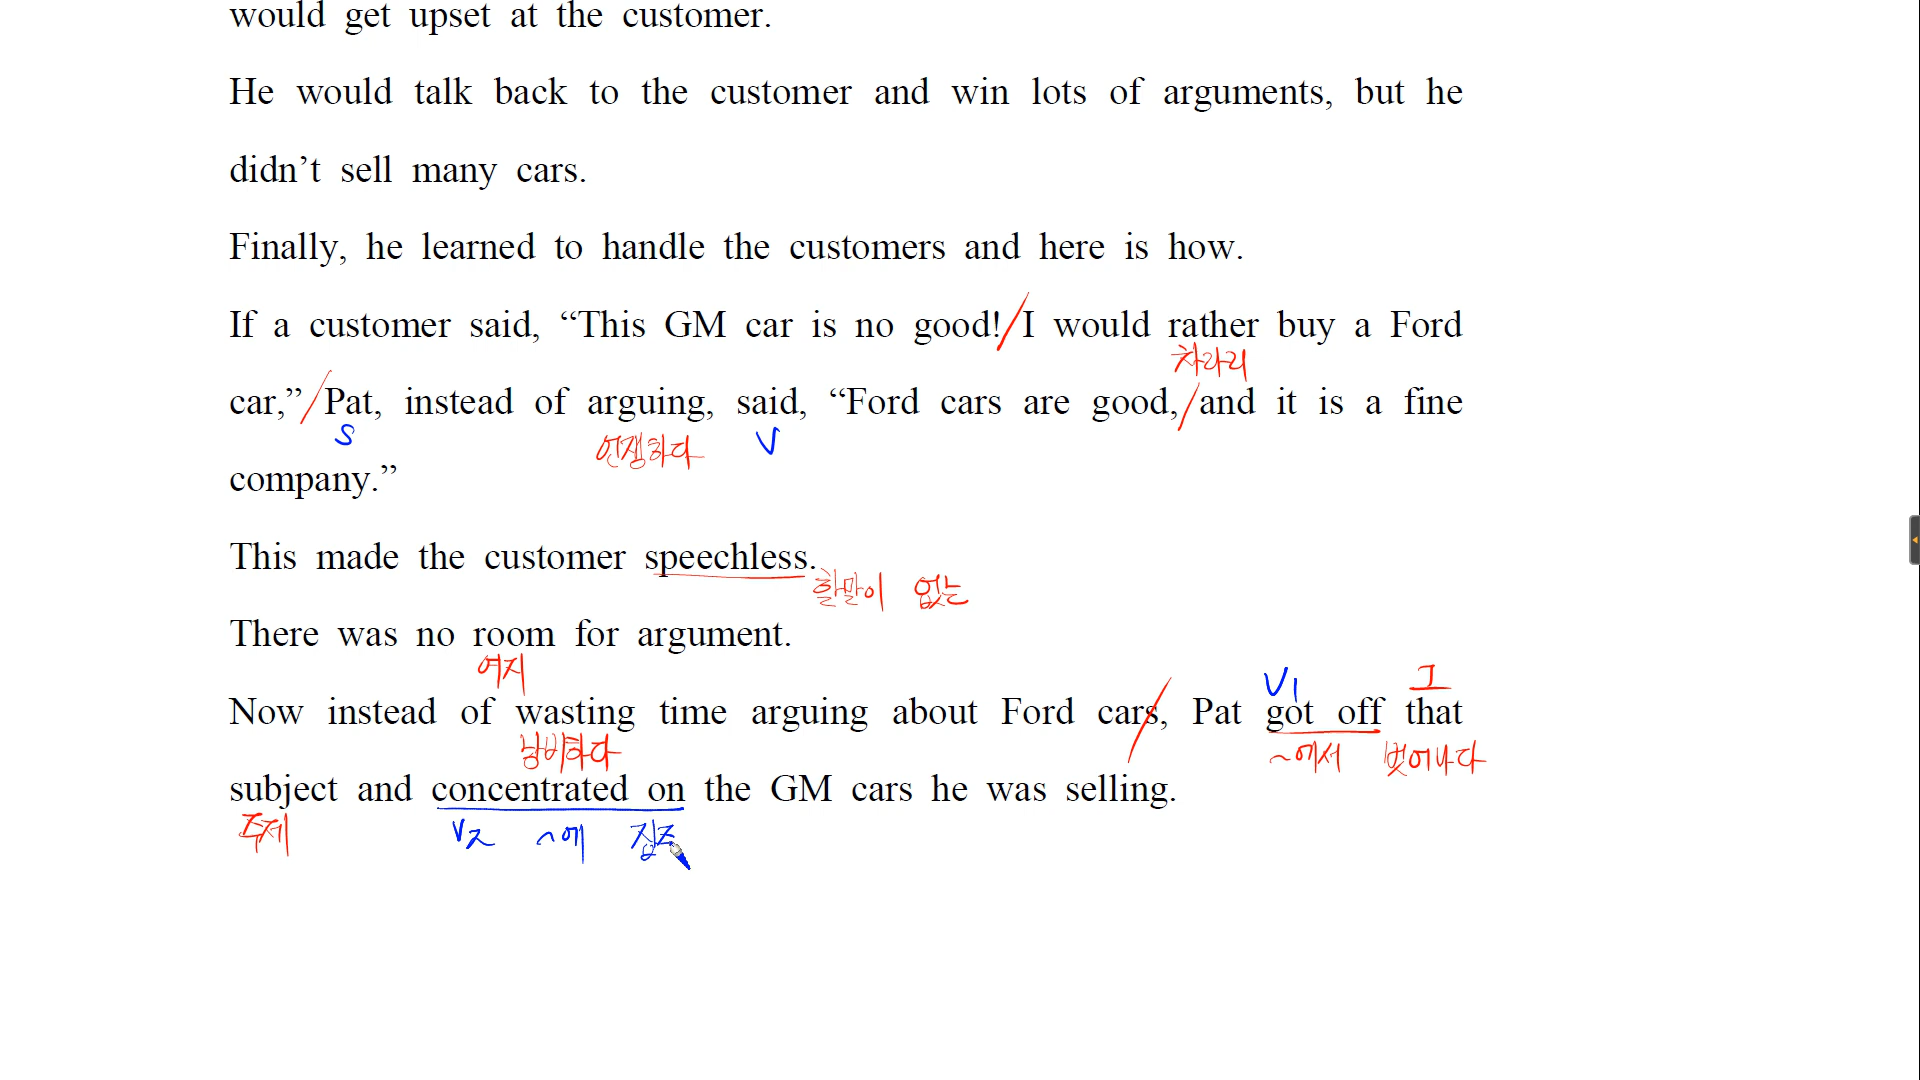 would get upset at the customer.
He would talk back to the customer and win lots of arguments, but he
didn’t sell many cars.
Finally, he learned to handle the customers and here is how.
If a customer said, “This GM car is no good! I would rather buy a Ford
차라리
car,” Pat, instead of arguing, said, “Ford cars are good, and it is a fine
S 언쟁하다 V
company.”
This made the customer speechless.
할말이 없는
There was no room for argument.
여지
V1 그
Now instead of wasting time arguing about Ford cars, Pat got off that
낭비하다 ~에서 벗어나다
subject and concentrated on the GM cars he was selling.
주제 V2 ~에 집중